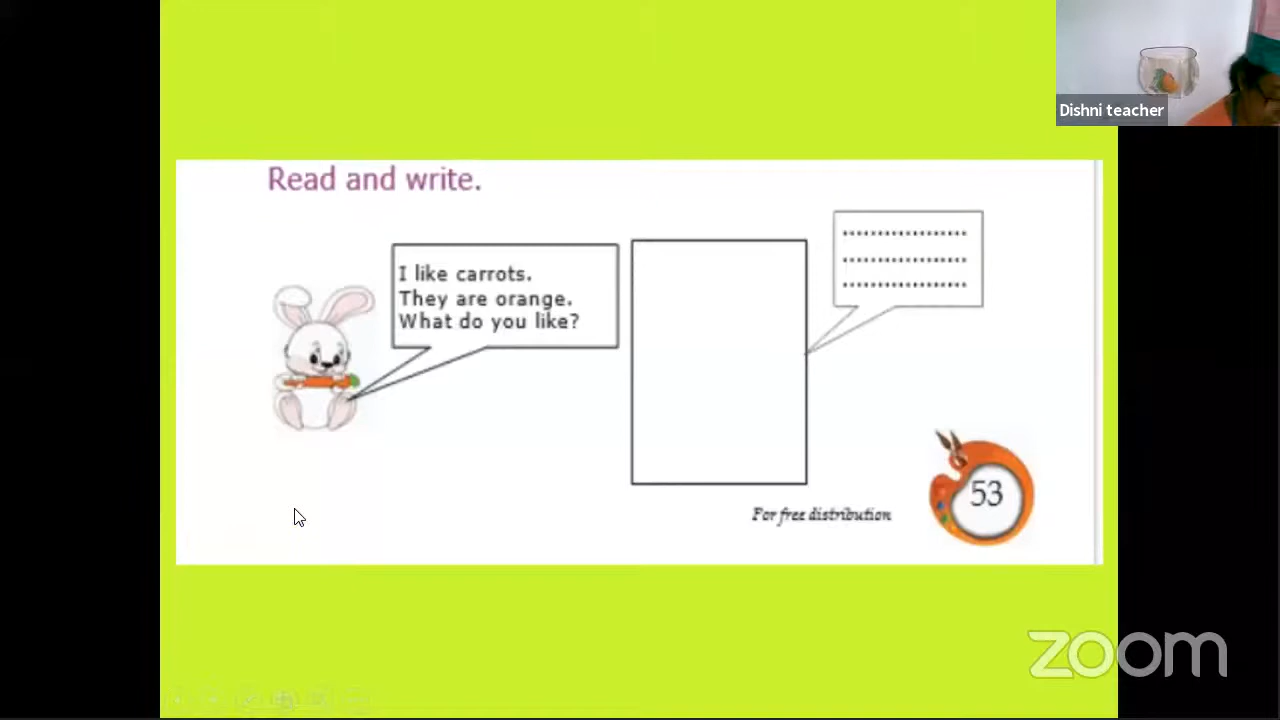 Dishni teacher
Read and write.
I like carrots.
They are orange.
What do you like?
53
For free distribution
zoom